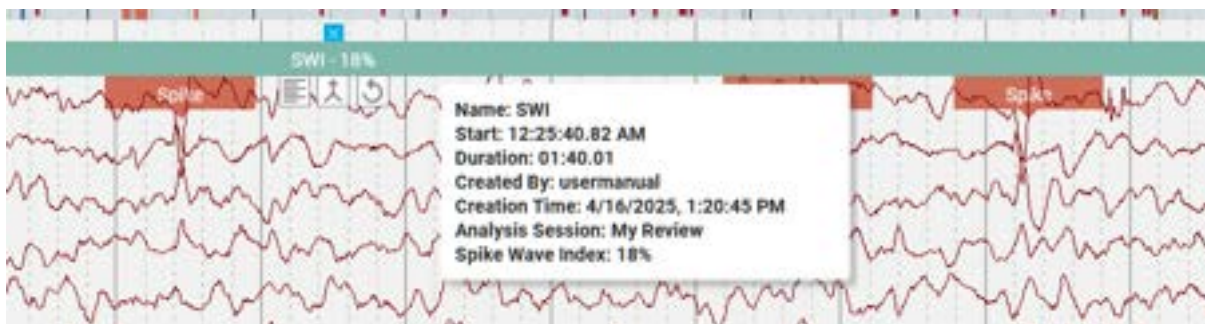 SWI - 18%
Spike
Spike
Name: SWI
Start: 12:25:40.82 AM
Duration: 01:40.01
Created By: usermanual
Creation Time: 4/16/2025, 1:20:45 PM
Analysis Session: My Review
Spike Wave Index: 18%